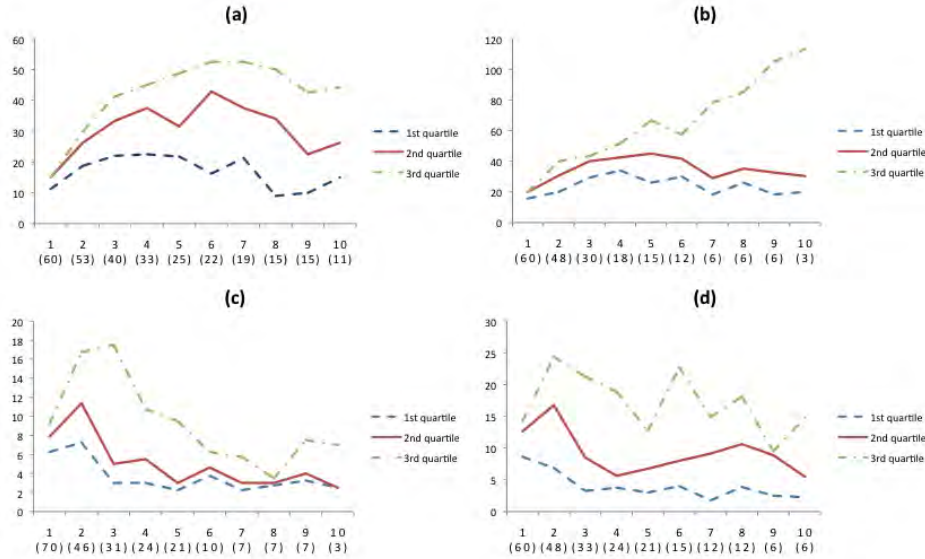 (a)
60
50
40
30
20
10
0
1 2 3 4 5 6 7 8 9 10
(60) (53) (40) (33) (25) (22) (19) (15) (15) (11)
1st quartile
2nd quartile
3rd quartile
(b)
120
100
80
60
40
20
0
1 2 3 4 5 6 7 8 9 10
(60) (48) (30) (18) (15) (12) (6) (6) (6) (3)
1st quartile
2nd quartile
3rd quartile
(c)
20
18
16
14
12
10
8
6
4
2
0
1 2 3 4 5 6 7 8 9 10
(70) (46) (31) (24) (21) (10) (7) (7) (7) (3)
1st quartile
2nd quartile
3rd quartile
(d)
30
25
20
15
10
5
0
1 2 3 4 5 6 7 8 9 10
(60) (48) (33) (24) (21) (15) (12) (12) (6) (6)
1st quartile
2nd quartile
3rd quartile